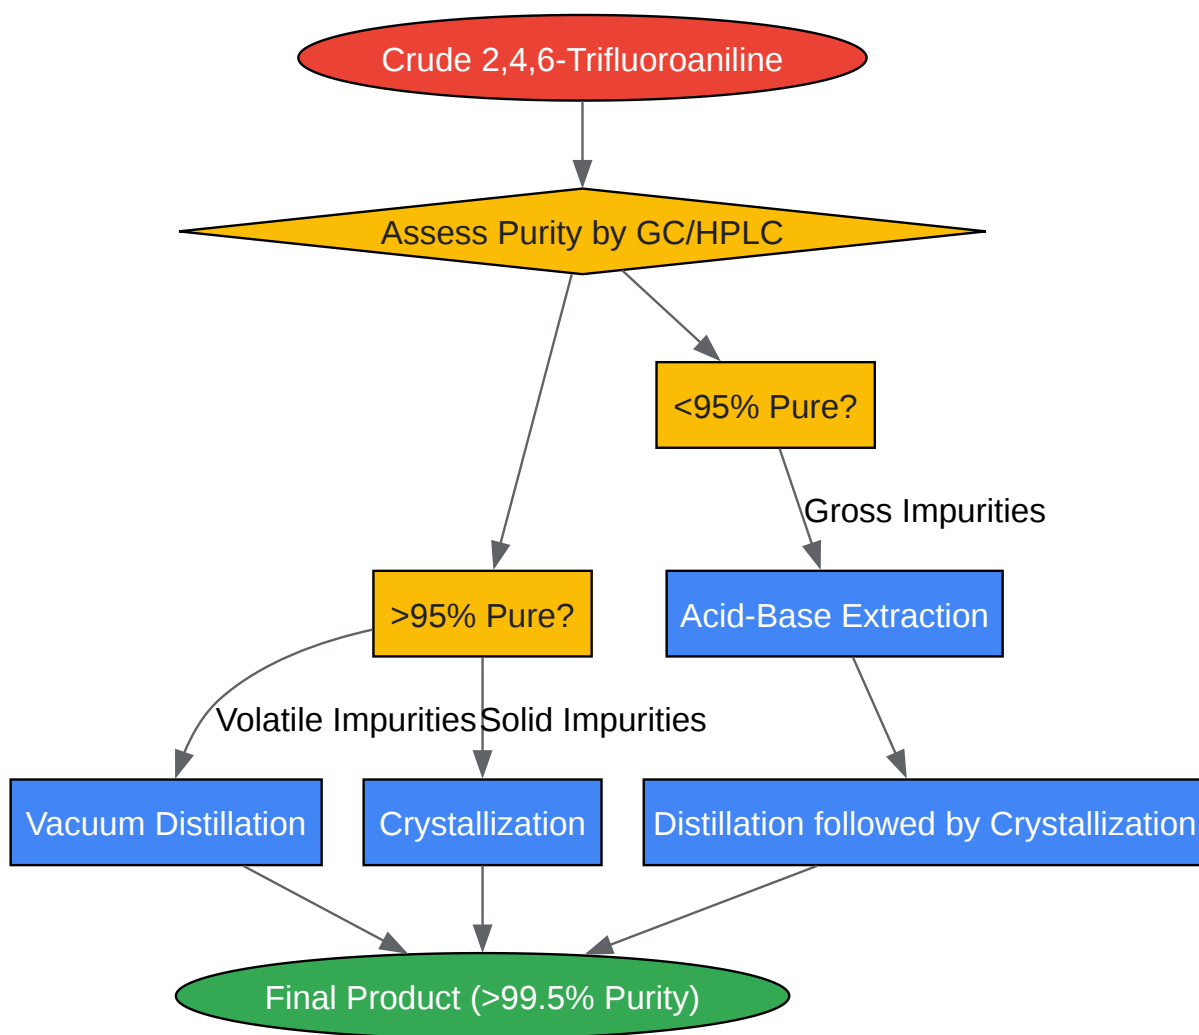 Crude 2,4,6-Trifluoroaniline
Assess Purity by GC/HPLC
<95% Pure?
Gross Impurities
>95% Pure?
Acid-Base Extraction
Volatile Impurities
Solid Impurities
Vacuum Distillation
Crystallization
Distillation followed by Crystallization
Final Product (>99.5% Purity)